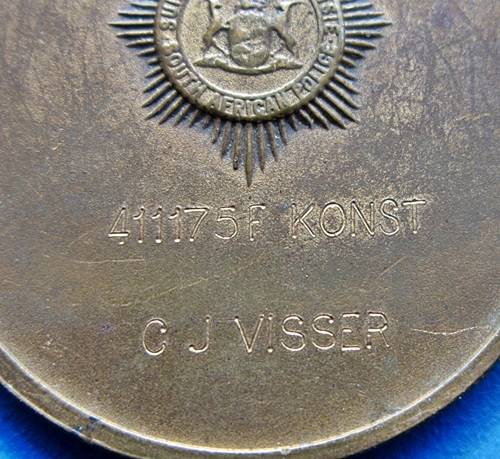 SOUTH AFRICAN POLICE
411175F KONST
C J VISSER